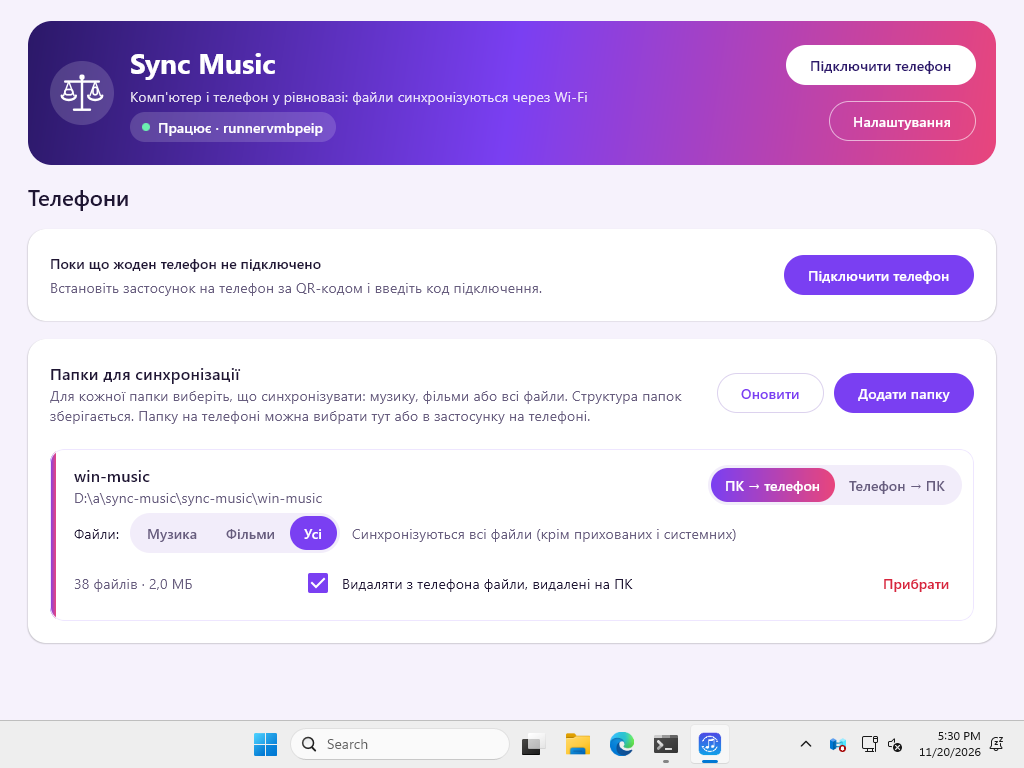 Sync Music
Комп'ютер і телефон у рівновазі: файли синхронізуються через Wi-Fi
Працює · runnervmbpeip
Підключити телефон
Налаштування
Телефони
Поки що жоден телефон не підключено
Встановіть застосунок на телефон за QR-кодом і введіть код підключення.
Підключити телефон
Папки для синхронізації
Для кожної папки виберіть, що синхронізувати: музику, фільми або всі файли. Структура папок
зберігається. Папку на телефоні можна вибрати тут або в застосунку на телефоні.
Оновити
Додати папку
win-music
D:\a\sync-music\sync-music\win-music
ПК → телефон
Телефон → ПК
Файли:
Музика
Фільми
Усі
Синхронізуються всі файли (крім прихованих і системних)
38 файлів · 2,0 МБ
Видаляти з телефона файли, видалені на ПК
Прибрати
Search
5:30 PM
11/20/2026